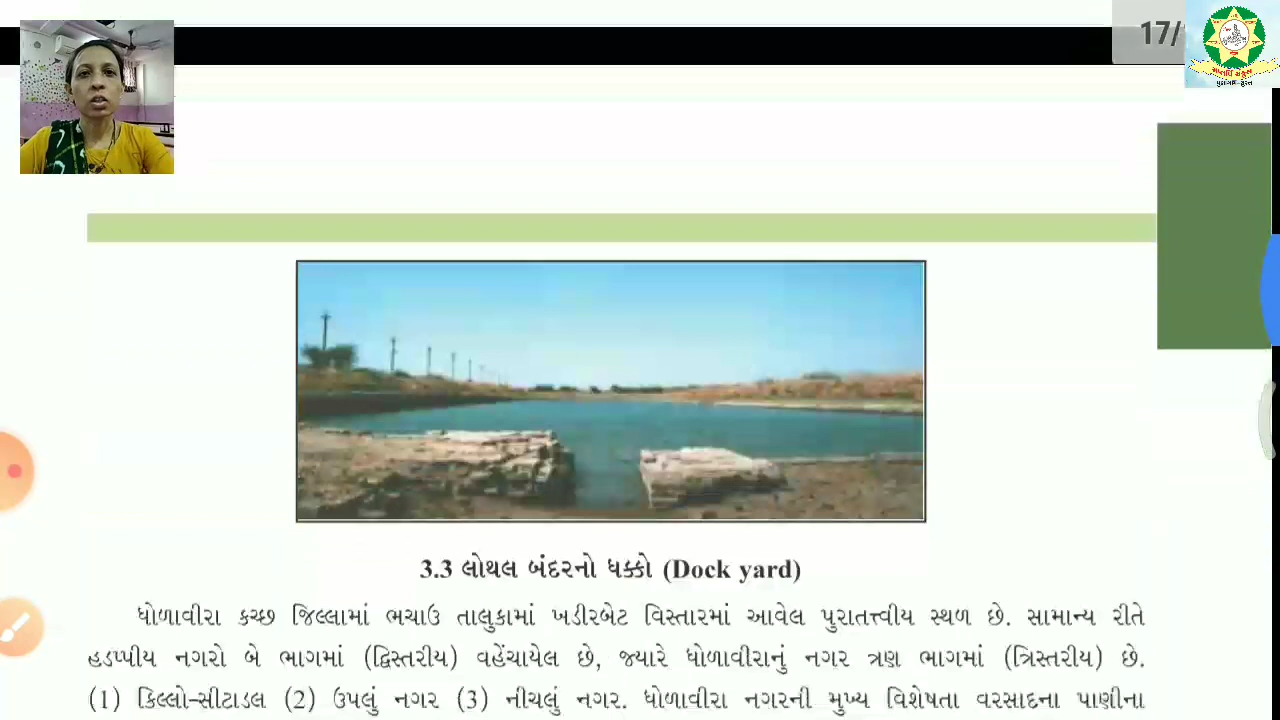 17/
3.3 લોથલ બંદરનો ધક્કો (Dock yard)
ધોળાવીરા કચ્છ જિલ્લામાં ભચાઉ તાલુકામાં ખડીરબેટ વિસ્તારમાં આવેલ પુરાતત્ત્વીય સ્થળ છે. સામાન્ય રીતે
હડપ્પીય નગરો બે ભાગમાં (દ્વિસ્તરીય) વહેંચાયેલ છે, જ્યારે ધોળાવીરાનું નગર ત્રણ ભાગમાં (ત્રિસ્તરીય) છે.
(1) કિલ્લો-સીટાડલ (2) ઉપલું નગર (3) નીચલું નગર. ધોળાવીરા નગરની મુખ્ય વિશેષતા વરસાદના પાણીના